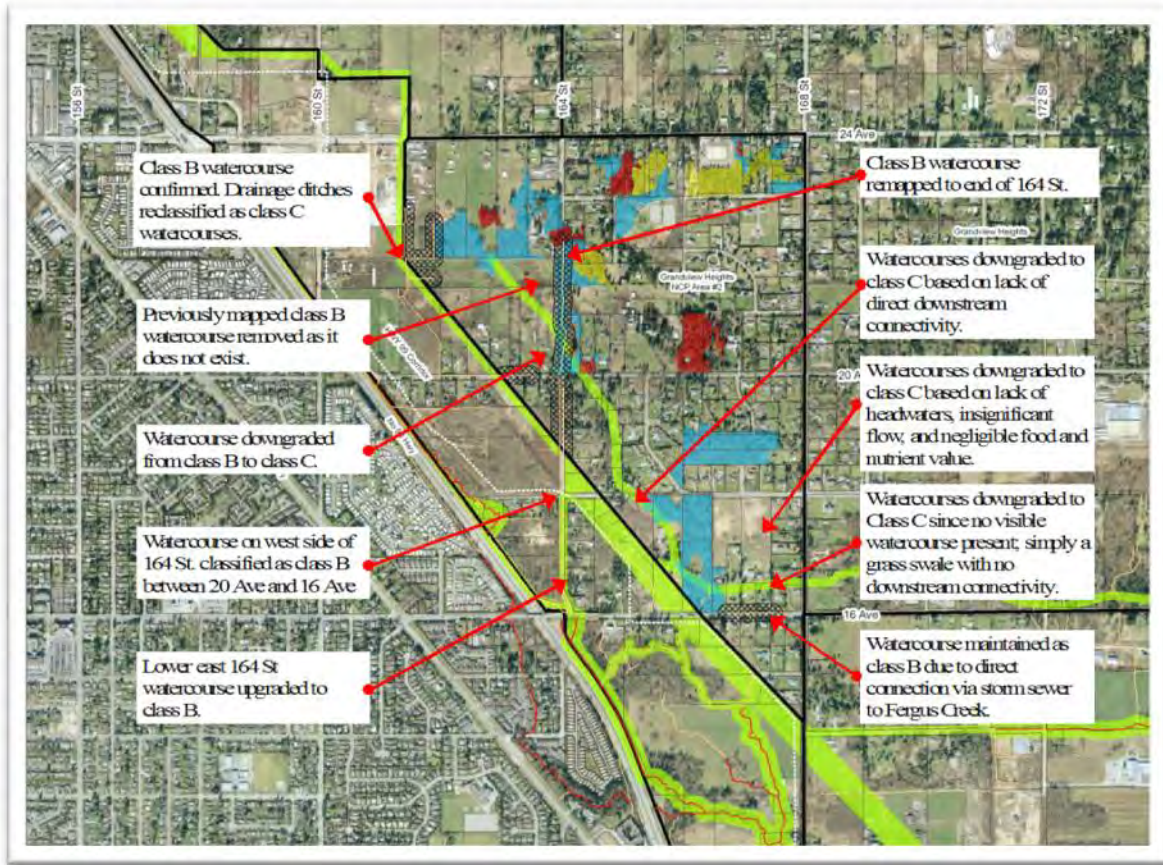 156 St
160 St
164 St
168 St
172 St
24 Ave
Class B watercourse
confirmed. Drainage ditches
reclassified as class C
watercourses.
Previously mapped class B
watercourse removed as it
does not exist.
Watercourse downgraded
from class B to class C.
Watercourse on west side of
164 St. classified as class B
between 20 Ave and 16 Ave
Lower east 164 St
watercourse upgraded to
class B.
Grandview Heights
NCP Area #2
Grandview Heights
Class B watercourse
remapped to end of 164 St.
Watercourses downgraded to
class C based on lack of
direct downstream
connectivity.
20 A
Watercourses downgraded to
class C based on lack of
headwaters, insignificant
flow, and negligible food and
nutrient value.
Watercourses downgraded to
Class C since no visible
watercourse present; simply a
grass swale with no
downstream connectivity.
16 Ave
Watercourse maintained as
class B due to direct
connection via storm sewer
to Fergus Creek.
HWY 99 Corridor